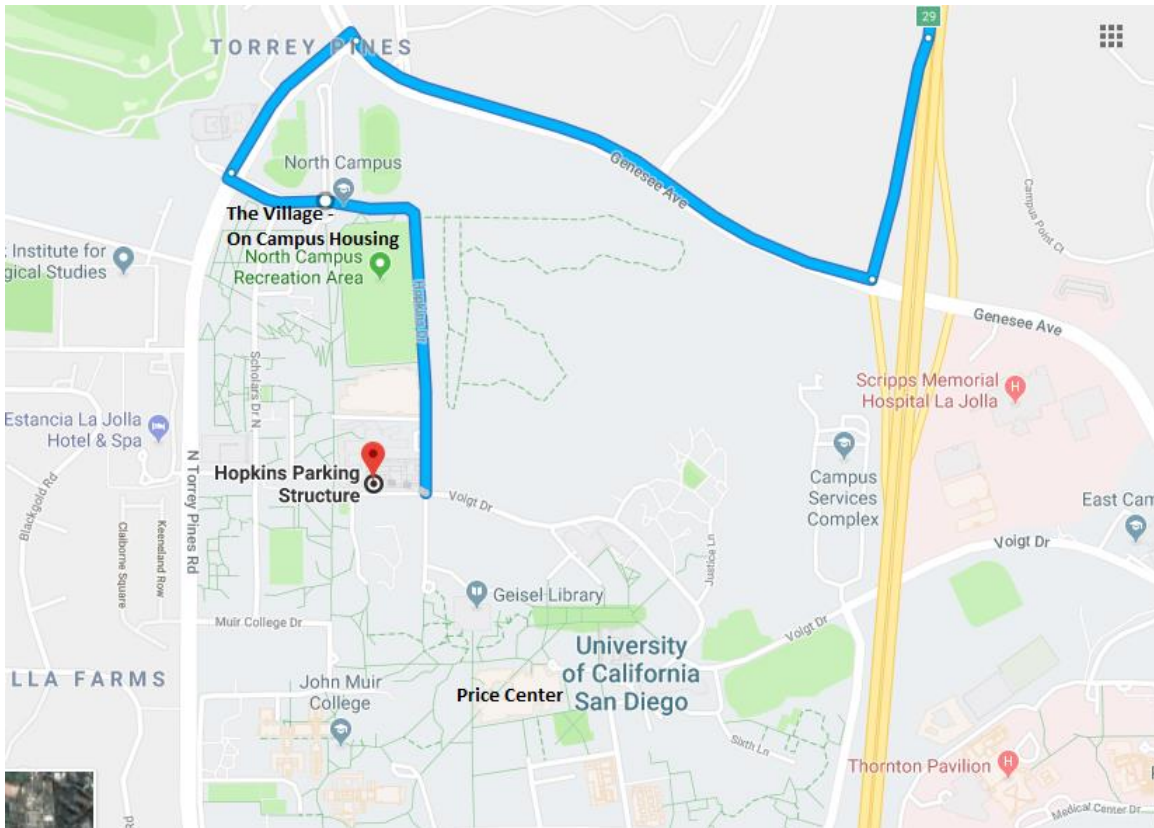 29
TORREY PINES
North Campus
Genesee Ave
The Village -
On Campus Housing
North Campus
Recreation Area
Institute for
gical Studies
Hopkins Dr
Campus Point Ct
Genesee Ave
Scripps Memorial
Hospital La Jolla
H
Scholars Dr N
Estancia La Jolla
Hotel & Spa
N Torrey Pines Rd
Hopkins Parking
Structure
Voigt Dr
Campus
Services
Complex
East Cam
Voigt Dr
Blackgold Rd
Claiborne Square
Keeneland Row
Justice Ln
Geisel Library
Muir College Dr
Voigt Dr
University
of California
San Diego
LLA FARMS
John Muir
College
Price Center
Sixth Ln
Thornton Pavilion
H
Medical Center Dr